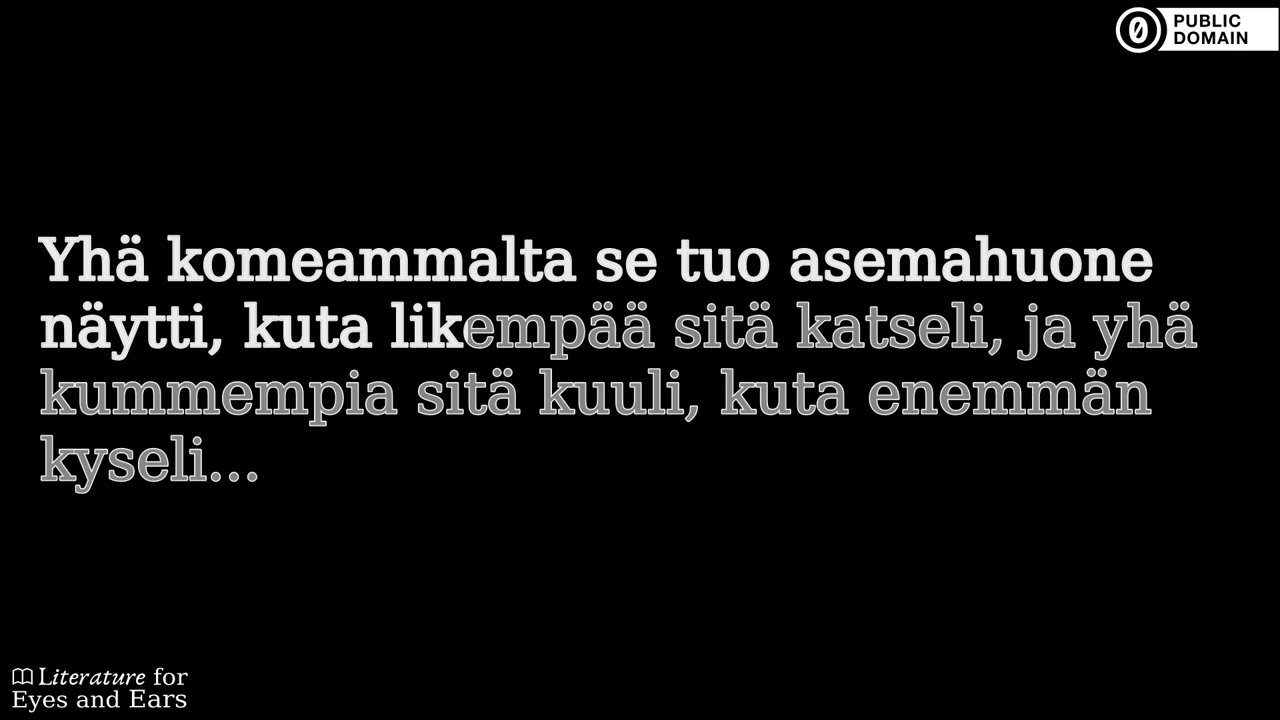 PUBLIC
DOMAIN
Yhä komeammalta se tuo asemahuone
näytti, kuta likempää sitä katseli, ja yhä
kummempia sitä kuuli, kuta enemmän
kyseli...
Literature for
Eyes and Ears